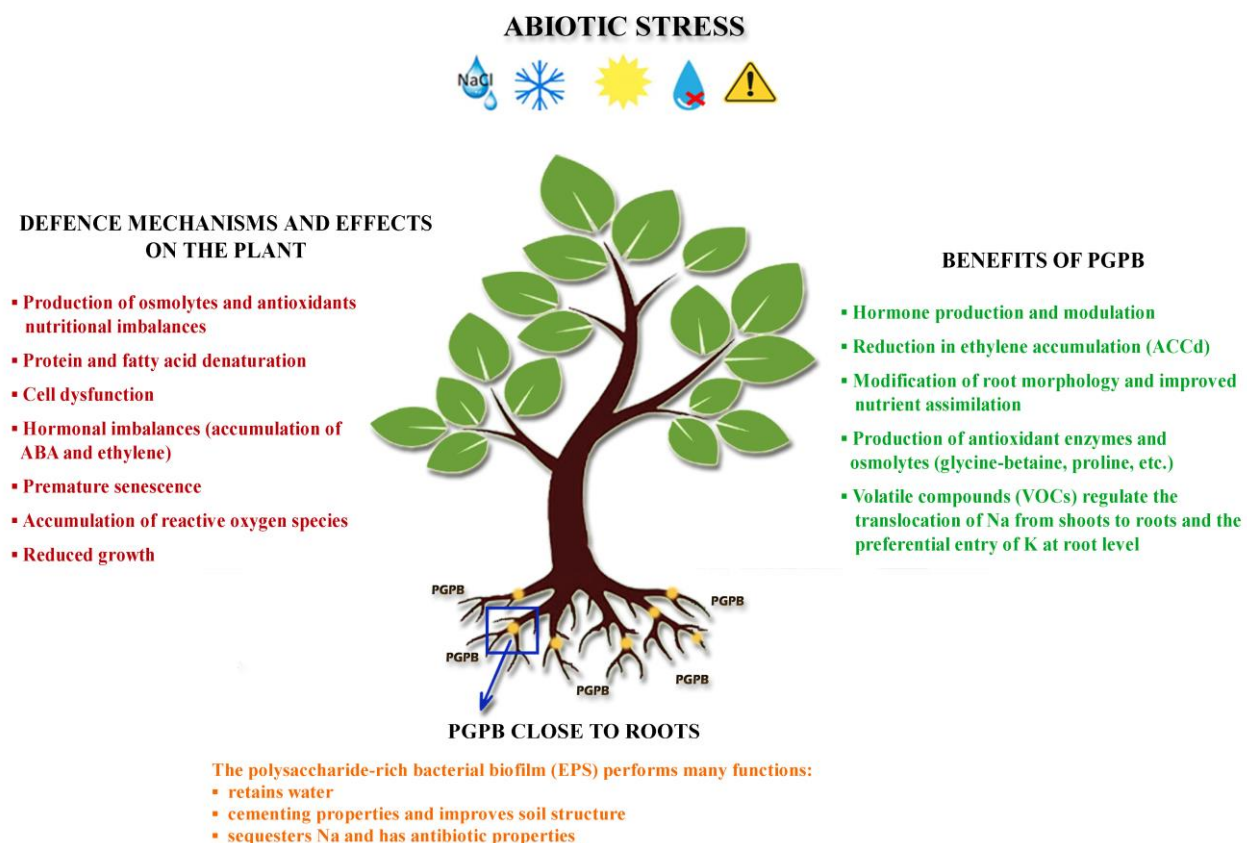 ABIOTIC STRESS
NaCl
DEFENCE MECHANISMS AND EFFECTS
ON THE PLANT
▪ Production of osmolytes and antioxidants
nutritional imbalances
▪ Protein and fatty acid denaturation
▪ Cell dysfunction
▪ Hormonal imbalances (accumulation of
ABA and ethylene)
▪ Premature senescence
▪ Accumulation of reactive oxygen species
▪ Reduced growth
BENEFITS OF PGPB
▪ Hormone production and modulation
▪ Reduction in ethylene accumulation (ACCd)
▪ Modification of root morphology and improved
nutrient assimilation
▪ Production of antioxidant enzymes and
osmolytes (glycine-betaine, proline, etc.)
▪ Volatile compounds (VOCs) regulate the
translocation of Na from shoots to roots and the
preferential entry of K at root level
PGPB
PGPB
PGPB
PGPB
PGPB
PGPB CLOSE TO ROOTS
The polysaccharide-rich bacterial biofilm (EPS) performs many functions:
▪ retains water
▪ cementing properties and improves soil structure
▪ sequesters Na and has antibiotic properties